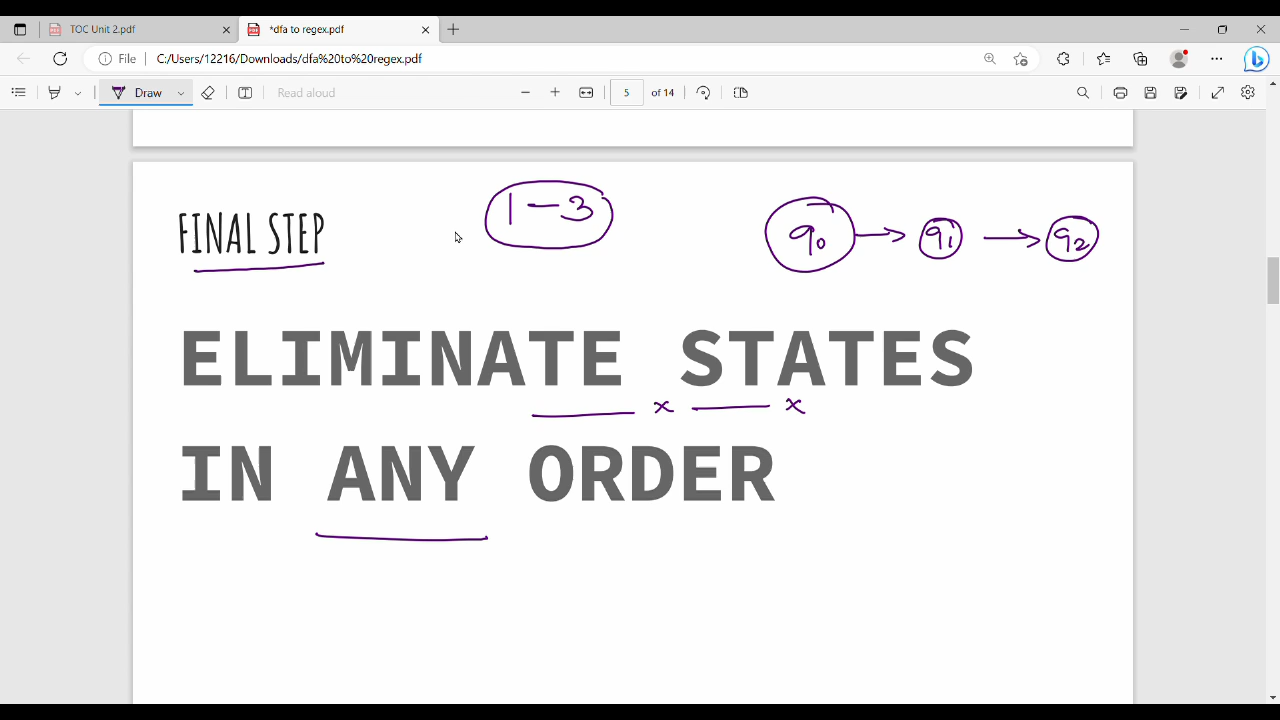 TOC Unit 2.pdf
*dfa to regex.pdf
File C:/Users/12216/Downloads/dfa%20to%20regex.pdf
Draw Read aloud 5 of 14
FINAL STEP
1 - 3
q0 → q1 → q2
ELIMINATE STATES
x x
IN ANY ORDER